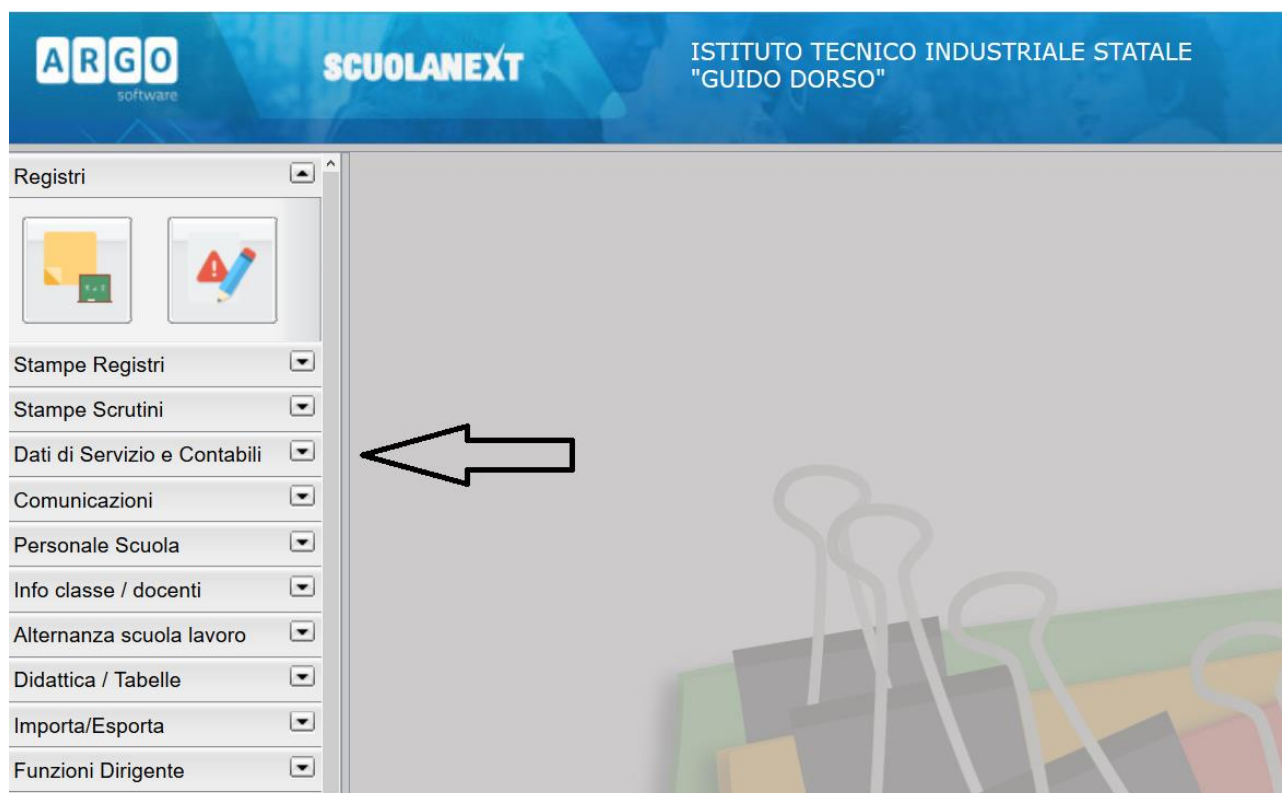 ARGO
software
SCUOLANEXT
ISTITUTO TECNICO INDUSTRIALE STATALE
"GUIDO DORSO"
Registri
Stampe Registri
Stampe Scrutini
Dati di Servizio e Contabili
Comunicazioni
Personale Scuola
Info classe / docenti
Alternanza scuola lavoro
Didattica / Tabelle
Importa/Esporta
Funzioni Dirigente